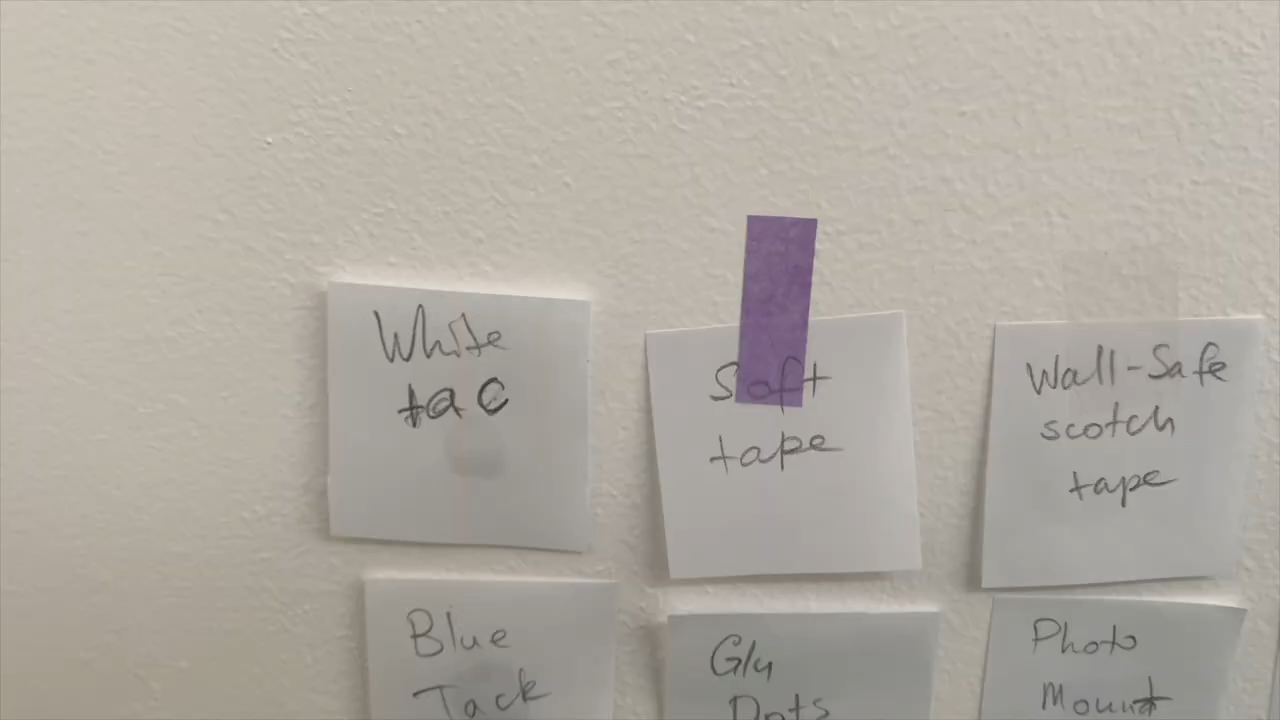 White
tac
Soft
tape
Wall-Safe
scotch
tape
Blue
Tack
Glu
Dots
Photo
Mount